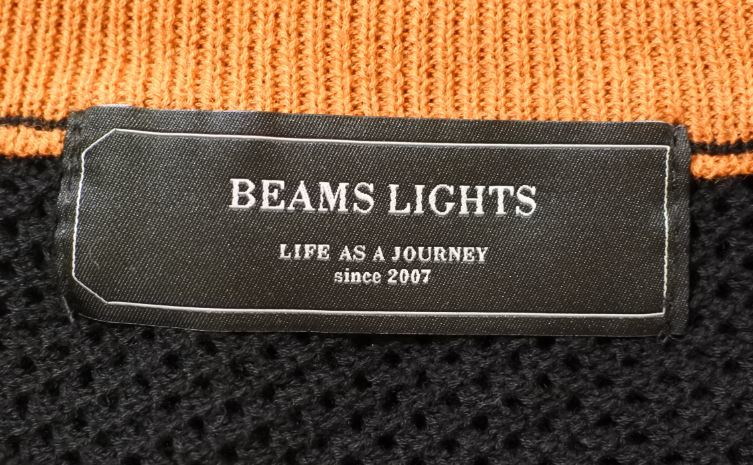 BEAMS LIGHTS
LIFE AS A JOURNEY
since 2007